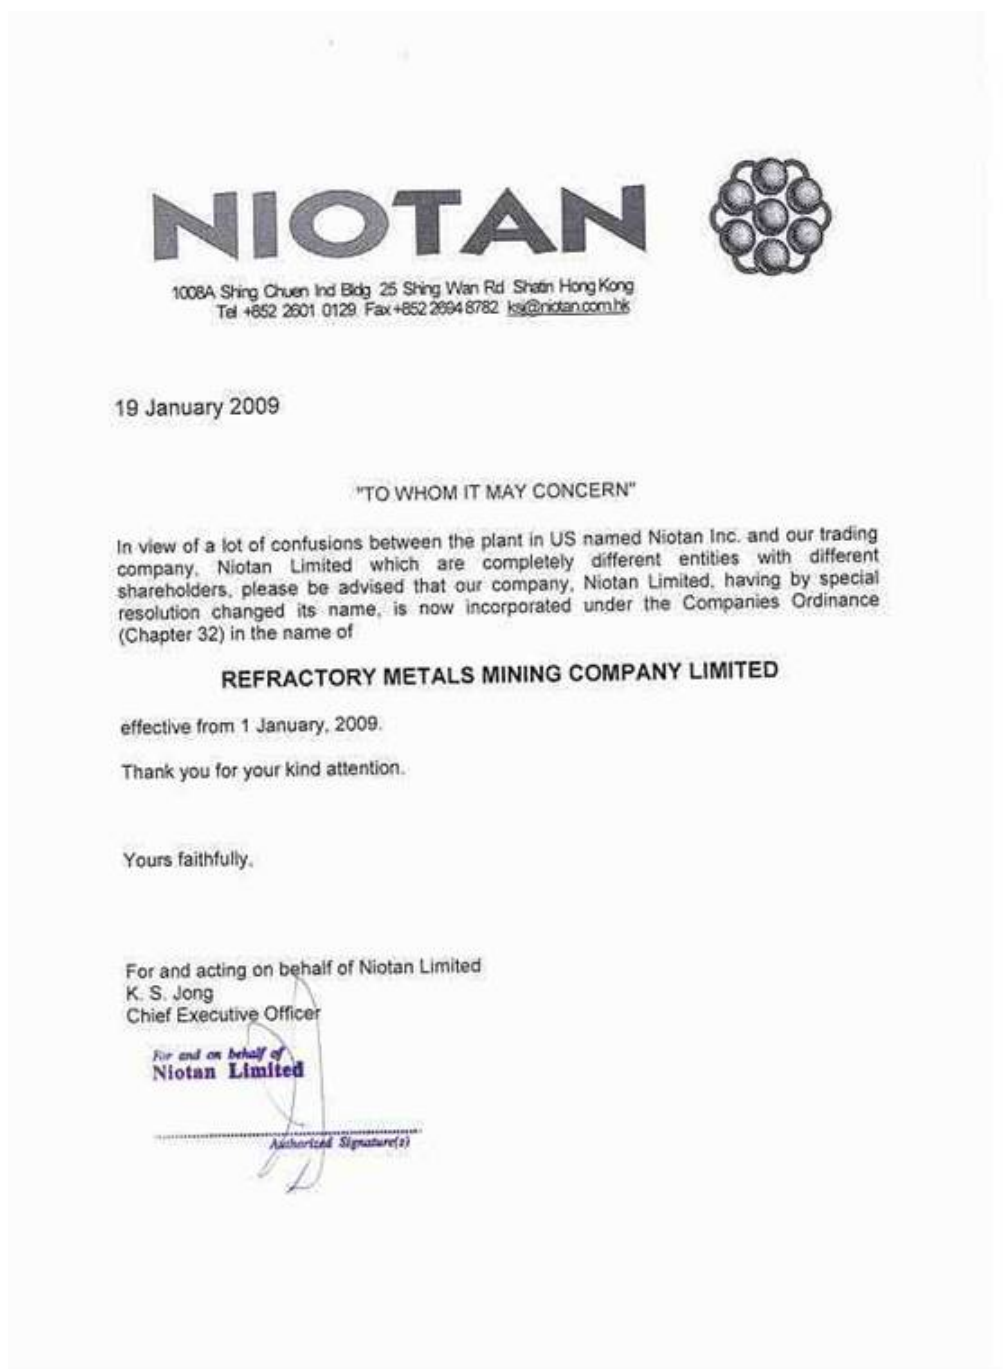 NIOTAN
1008A Shing Chuen Ind Bldg 25 Shing Wan Rd Shatin Hong Kong
Tel +852 2601 0129 Fax +852 2694 8782 ksj@niotan.com.hk
19 January 2009
"TO WHOM IT MAY CONCERN"
In view of a lot of confusions between the plant in US named Niotan Inc. and our trading
company, Niotan Limited which are completely different entities with different
shareholders, please be advised that our company, Niotan Limited, having by special
resolution changed its name, is now incorporated under the Companies Ordinance
(Chapter 32) in the name of
REFRACTORY METALS MINING COMPANY LIMITED
effective from 1 January, 2009.
Thank you for your kind attention.
Yours faithfully,
For and acting on behalf of Niotan Limited
K. S. Jong
Chief Executive Officer
For and on behalf of
Niotan Limited
Authorized Signature(s)